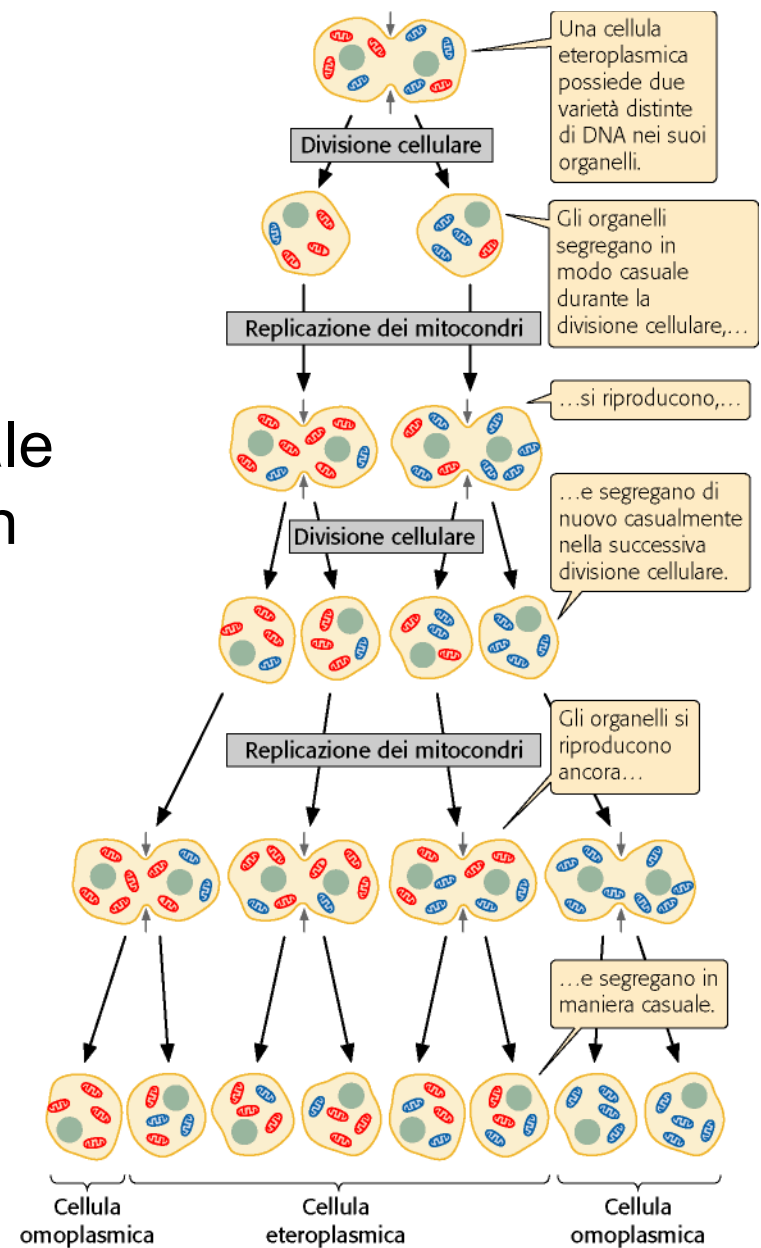 Una cellula
eteroplasmica
possiede due
varietà distinte
di DNA nei suoi
organelli.
Divisione cellulare
Gli organelli
segregano in
modo casuale
durante la
divisione cellulare,…
Replicazione dei mitocondri
…si riproducono,…
le
…e segregano di
nuovo casualmente
nella successiva
divisione cellulare.
Divisione cellulare
Gli organelli si
riproducono
ancora…
Replicazione dei mitocondri
…e segregano in
maniera casuale.
Cellula
omoplasmica
Cellula
eteroplasmica
Cellula
omoplasmica